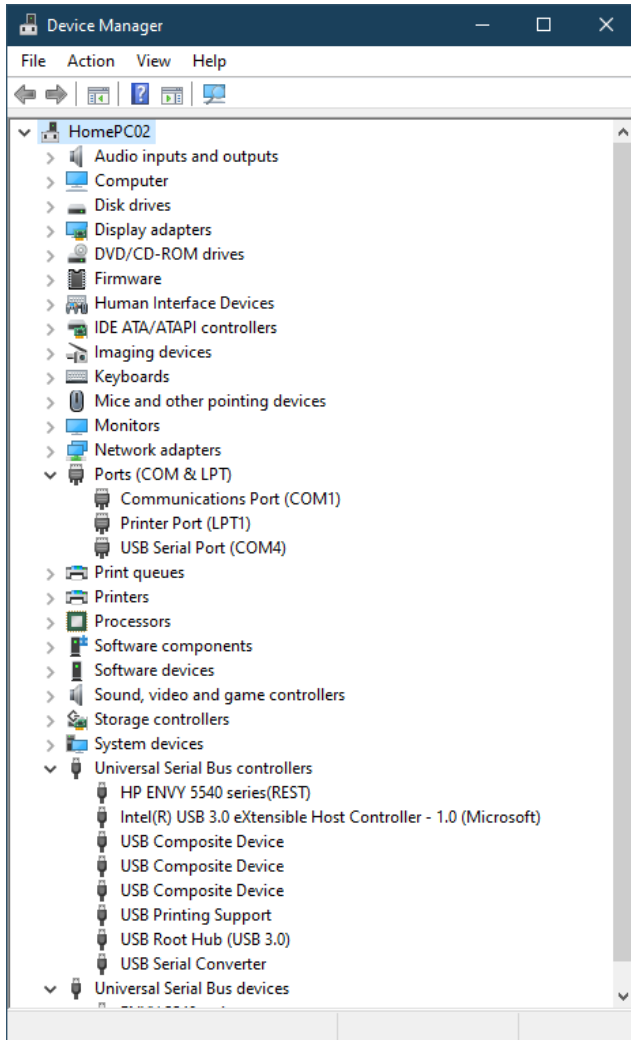 Device Manager
File Action View Help
HomePC02
Audio inputs and outputs
Computer
Disk drives
Display adapters
DVD/CD-ROM drives
Firmware
Human Interface Devices
IDE ATA/ATAPI controllers
Imaging devices
Keyboards
Mice and other pointing devices
Monitors
Network adapters
Ports (COM & LPT)
Communications Port (COM1)
Printer Port (LPT1)
USB Serial Port (COM4)
Print queues
Printers
Processors
Software components
Software devices
Sound, video and game controllers
Storage controllers
System devices
Universal Serial Bus controllers
HP ENVY 5540 series(REST)
Intel(R) USB 3.0 eXtensible Host Controller - 1.0 (Microsoft)
USB Composite Device
USB Composite Device
USB Composite Device
USB Printing Support
USB Root Hub (USB 3.0)
USB Serial Converter
Universal Serial Bus devices